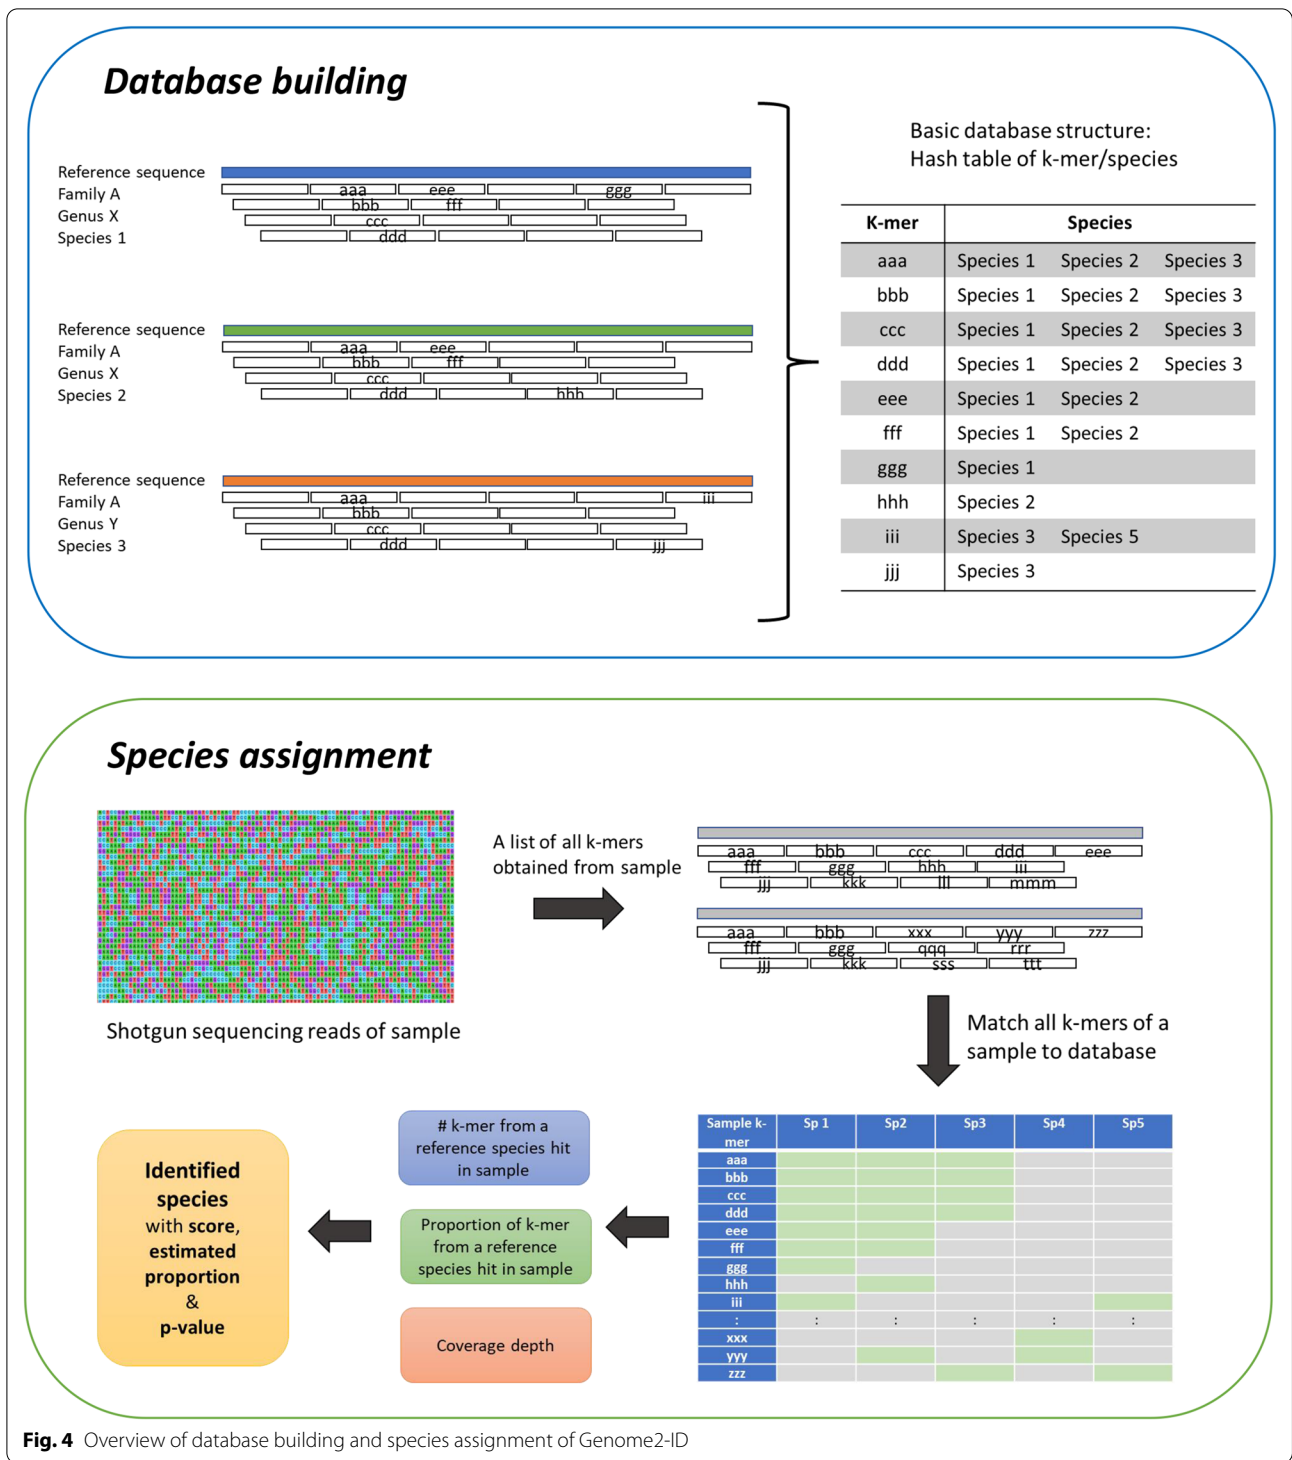 Database building
Basic database structure:
Hash table of k-mer/species
Reference sequence
Family A
Genus X
Species 1
aaa eee ggg
bbb fff
ccc
ddd
Reference sequence
Family A
Genus X
Species 2
aaa eee
bbb fff
ccc
ddd hhh
Reference sequence
Family A
Genus Y
Species 3
aaa iii
bbb
ccc
ddd jjj
K-mer Species
aaa Species 1 Species 2 Species 3
bbb Species 1 Species 2 Species 3
ccc Species 1 Species 2 Species 3
ddd Species 1 Species 2 Species 3
eee Species 1 Species 2
fff Species 1 Species 2
ggg Species 1
hhh Species 2
iii Species 3 Species 5
jjj Species 3
Species assignment
Shotgun sequencing reads of sample
A list of all k-mers
obtained from sample
aaa bbb ccc ddd eee
fff ggg hhh iii
jjj kkk lll mmm
aaa bbb xxx yyy zzz
fff ggg qqq rrr
jjj kkk sss ttt
Match all k-mers of a
sample to database
Sample k-
mer Sp 1 Sp2 Sp3 Sp4 Sp5
aaa
bbb
ccc
ddd
eee
fff
ggg
hhh
iii
: : : : : :
xxx
yyy
zzz
# k-mer from a
reference species hit
in sample
Proportion of k-mer
from a reference
species hit in sample
Coverage depth
Identified
species
with score,
estimated
proportion
&
p-value
Fig. 4 Overview of database building and species assignment of Genome2-ID